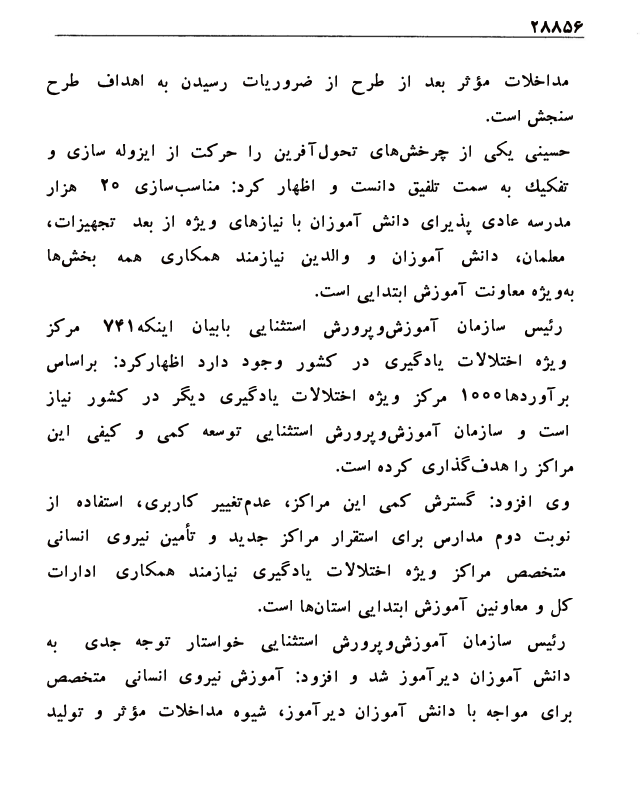 ۲۸۸۵۶
مداخلات مؤثر بعد از طرح از ضروریات رسیدن به اهداف طرح
سنجش است.
حسینی یکی از چرخش‌های تحول‌آفرین را حرکت از ایزوله سازی و
تفکیك به سمت تلفیق دانست و اظهار کرد: مناسب‌سازی ۲۰ هزار
مدرسه عادی پذیرای دانش آموزان با نیازهای ویژه از بعد تجهیزات،
معلمان، دانش آموزان و والدین نیازمند همکاری همه بخش‌ها
به‌ویژه معاونت آموزش ابتدایی است.
رئیس سازمان آموزش‌وپرورش استثنایی بابیان اینکه۷۴۱ مرکز
ویژه اختلالات یادگیری در کشور وجود دارد اظهارکرد: براساس
برآوردها۱۰۰۰ مرکز ویژه اختلالات یادگیری دیگر در کشور نیاز
است و سازمان آموزش‌وپرورش استثنایی توسعه کمی و کیفی این
مراکز را هدف‌گذاری کرده است.
وی افزود: گسترش کمی این مراکز، عدم‌تغییر کاربری، استفاده از
نوبت دوم مدارس برای استقرار مراکز جدید و تأمین نیروی انسانی
متخصص مراکز ویژه اختلالات یادگیری نیازمند همکاری ادارات
کل و معاونین آموزش ابتدایی استان‌ها است.
رئیس سازمان آموزش‌وپرورش استثنایی خواستار توجه جدی به
دانش آموزان دیرآموز شد و افزود: آموزش نیروی انسانی متخصص
برای مواجه با دانش آموزان دیرآموز، شیوه مداخلات مؤثر و تولید